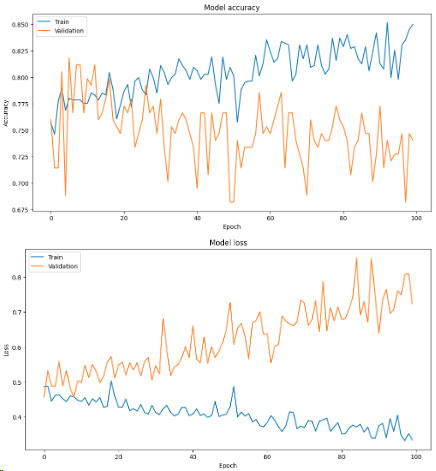 Model accuracy
Train
Validation
0.850
0.825
0.800
0.775
0.750
0.725
0.700
0.675
Accuracy
0 20 40 60 80 100
Epoch
Model loss
Train
Validation
0.8
0.7
0.6
0.5
0.4
Loss
0 20 40 60 80 100
Epoch